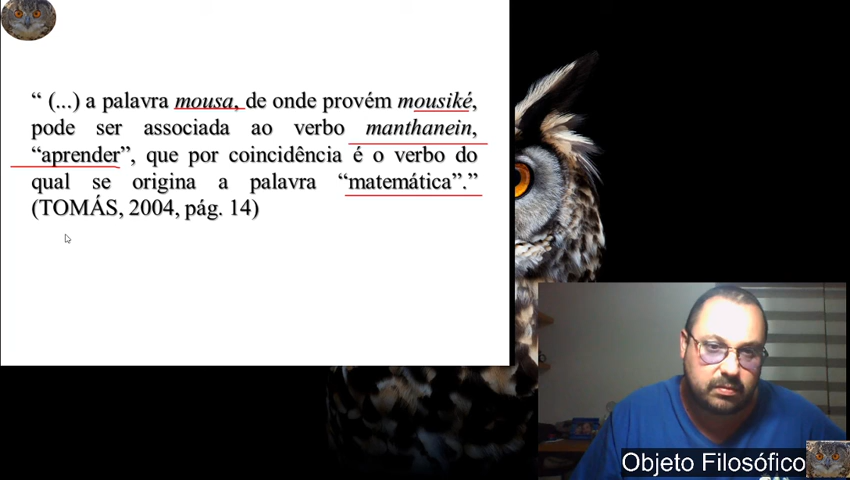 “ (...) a palavra mousa, de onde provém mousiké,
pode ser associada ao verbo manthanein,
“aprender”, que por coincidência é o verbo do
qual se origina a palavra “matemática”.”
(TOMÁS, 2004, pág. 14)
Objeto Filosófico